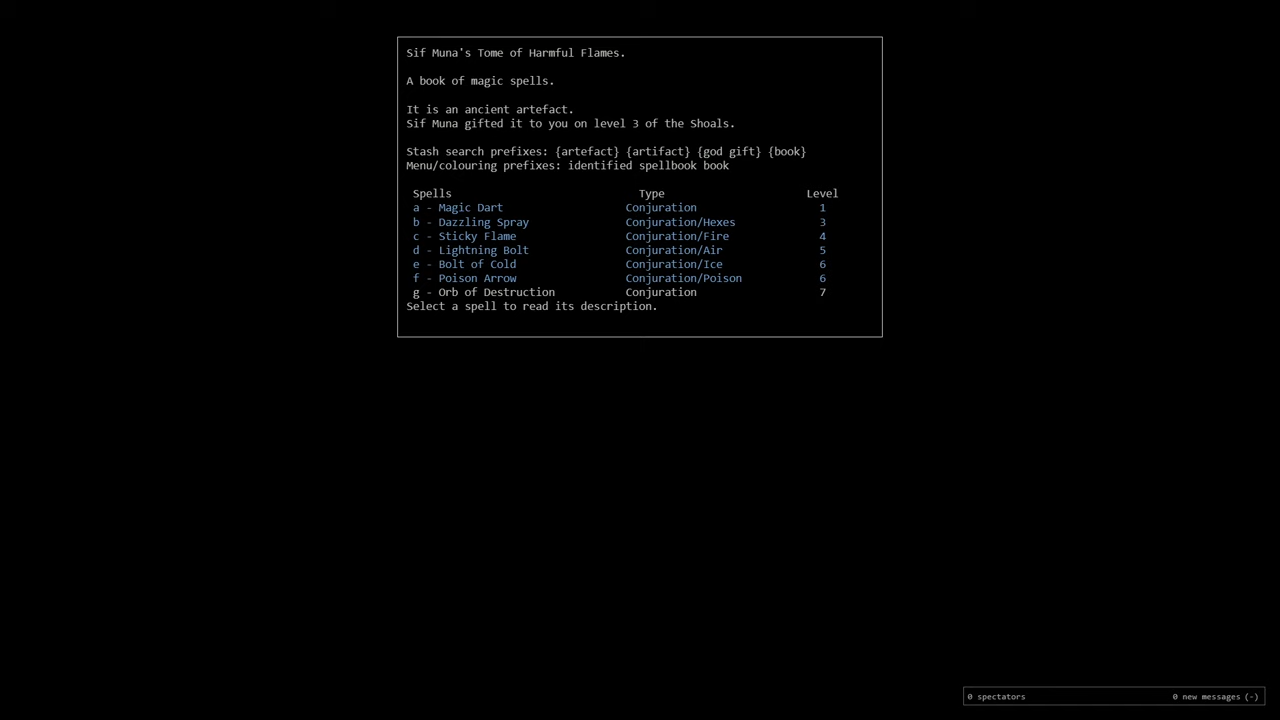 Sif Muna's Tome of Harmful Flames.
A book of magic spells.
It is an ancient artefact.
Sif Muna gifted it to you on level 3 of the Shoals.
Stash search prefixes: {artefact} {artifact} {god gift} {book}
Menu/colouring prefixes: identified spellbook book
Spells Type Level
a - Magic Dart Conjuration 1
b - Dazzling Spray Conjuration/Hexes 3
c - Sticky Flame Conjuration/Fire 4
d - Lightning Bolt Conjuration/Air 5
e - Bolt of Cold Conjuration/Ice 6
f - Poison Arrow Conjuration/Poison 6
g - Orb of Destruction Conjuration 7
Select a spell to read its description.
0 spectators 0 new messages (-)